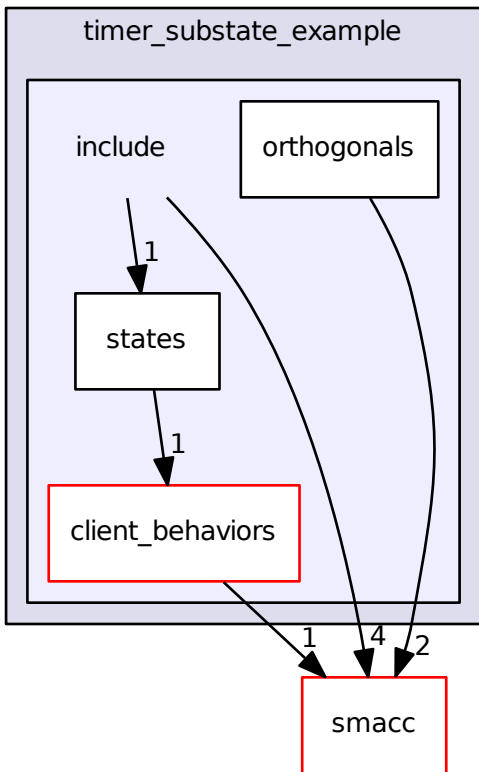 timer_substate_example
include
orthogonals
1
states
1
client_behaviors
1
4
2
smacc